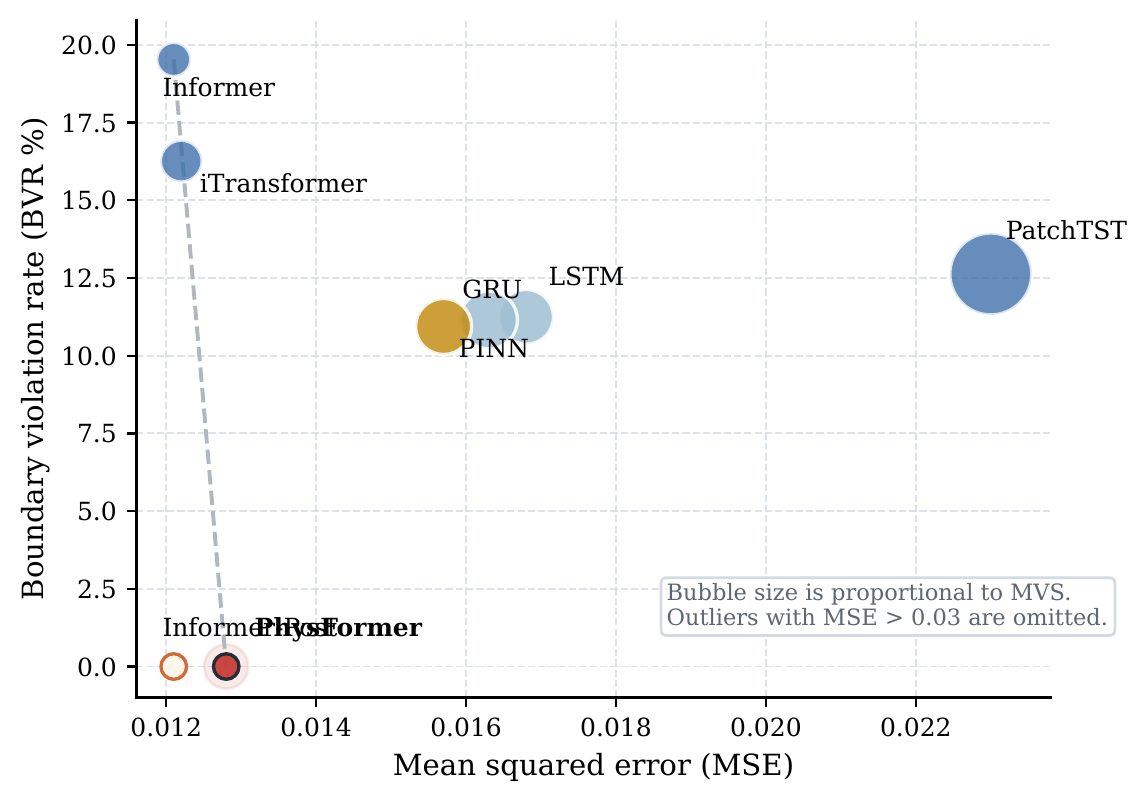 20.0
17.5
15.0
12.5
10.0
7.5
5.0
2.5
0.0
Boundary violation rate (BVR %)
Informer
iTransformer
PatchTST
LSTM
GRU
PINN
PhysFormer
Bubble size is proportional to MVS.
Outliers with MSE > 0.03 are omitted.
0.012
0.014
0.016
0.018
0.020
0.022
Mean squared error (MSE)